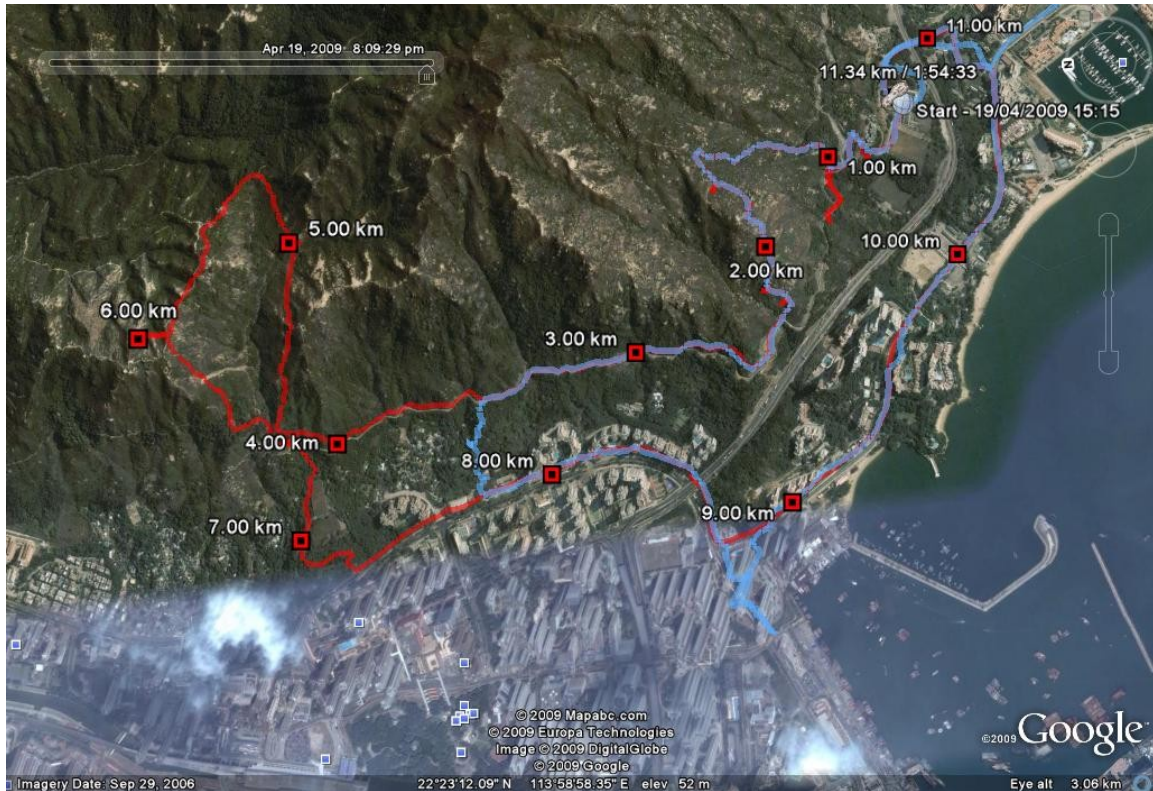 Apr 19, 2009 8:09:29 pm
11.00 km
11.34 km / 1:54:33
N
Start - 19/04/2009 15:15
1.00 km
5.00 km
10.00 km
2.00 km
6.00 km
3.00 km
4.00 km
8.00 km
9.00 km
7.00 km
© 2009 Mapabc.com
© 2009 Europa Technologies
Image © 2009 DigitalGlobe
© 2009 Google
©2009 Google
Imagery Date: Sep 29, 2006
22°23'12.09" N 113°58'58.35" E elev 52 m
Eye alt 3.06 km